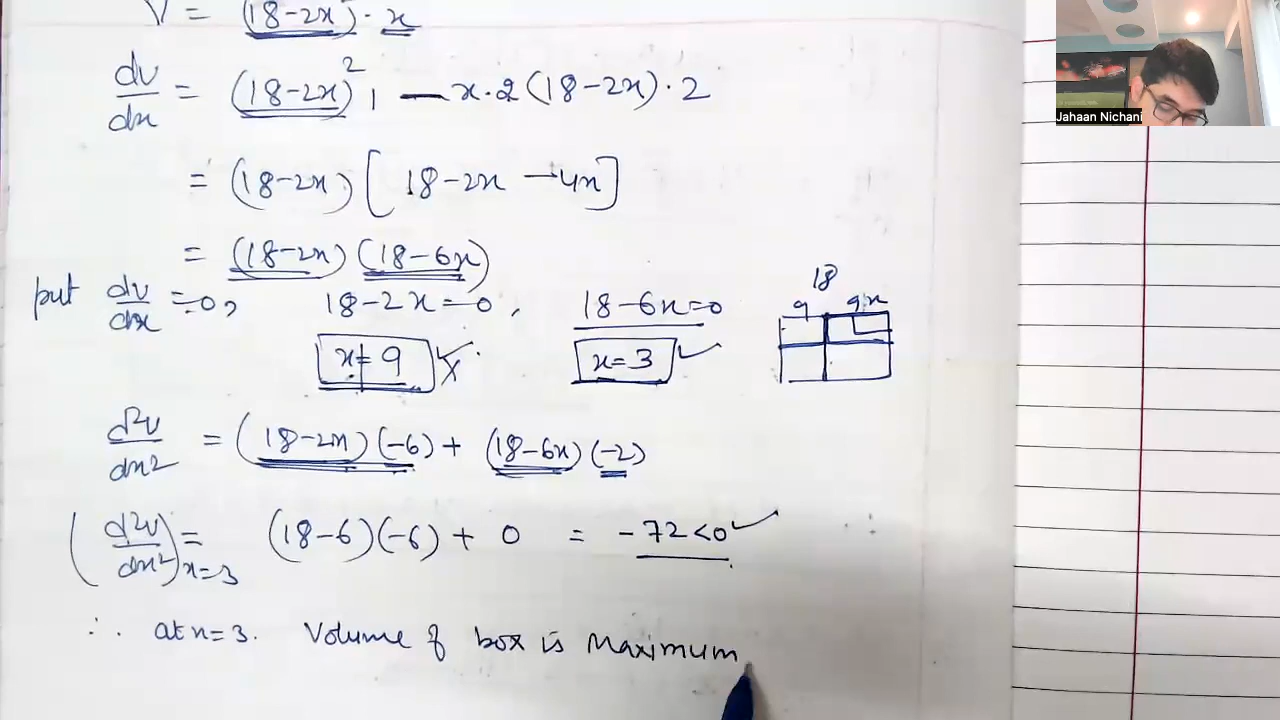 V = (18-2x)² · x
dv/dx = (18-2x)² 1 — x·2(18-2x)·2
= (18-2x) [18-2x - 4x]
= (18-2x) (18-6x)
put dv/dx = 0, 18-2x=0, 18-6x=0
x≠9 x=3
18
9 9 x
d²v/dx² = (18-2x)(-6) + (18-6x)(-2)
(d²v/dx²)x=3 = (18-6)(-6) + 0 = -72<0
∴ at x=3. Volume of box is Maximum
Jahaan Nichani